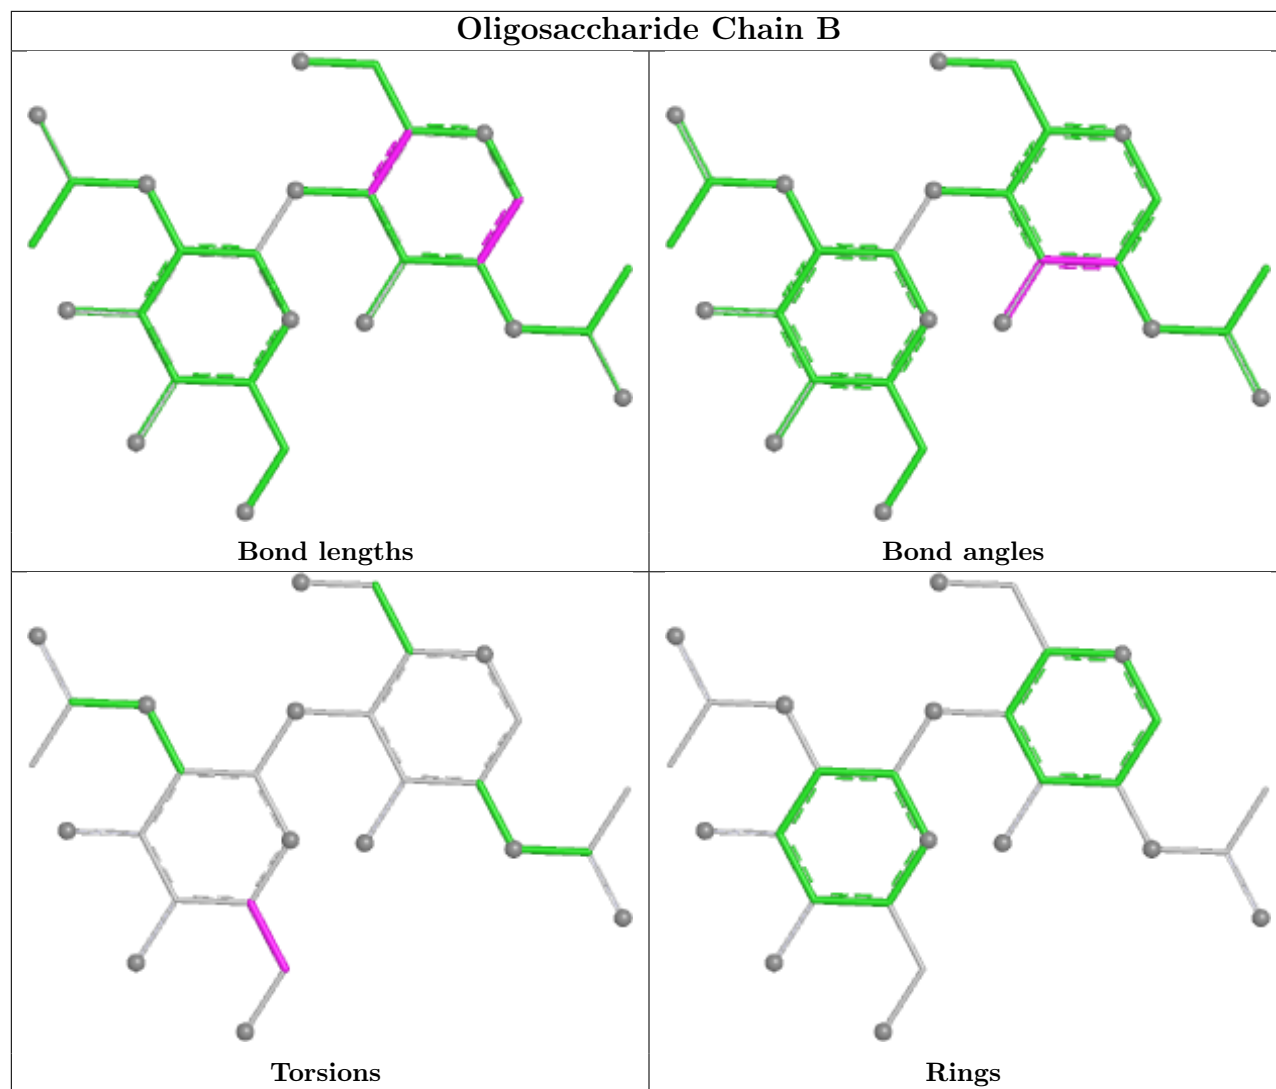 Oligosaccharide Chain B
Bond lengths
Bond angles
Torsions
Rings